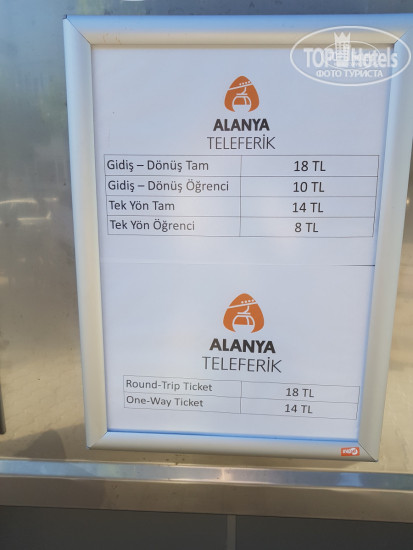 TOP Hotels
ФОТО ТУРИСТА
ALANYA
TELEFERİK
Gidiş – Dönüş Tam 18 TL
Gidiş – Dönüş Öğrenci 10 TL
Tek Yön Tam 14 TL
Tek Yön Öğrenci 8 TL
ALANYA
TELEFERİK
Round-Trip Ticket 18 TL
One-Way Ticket 14 TL